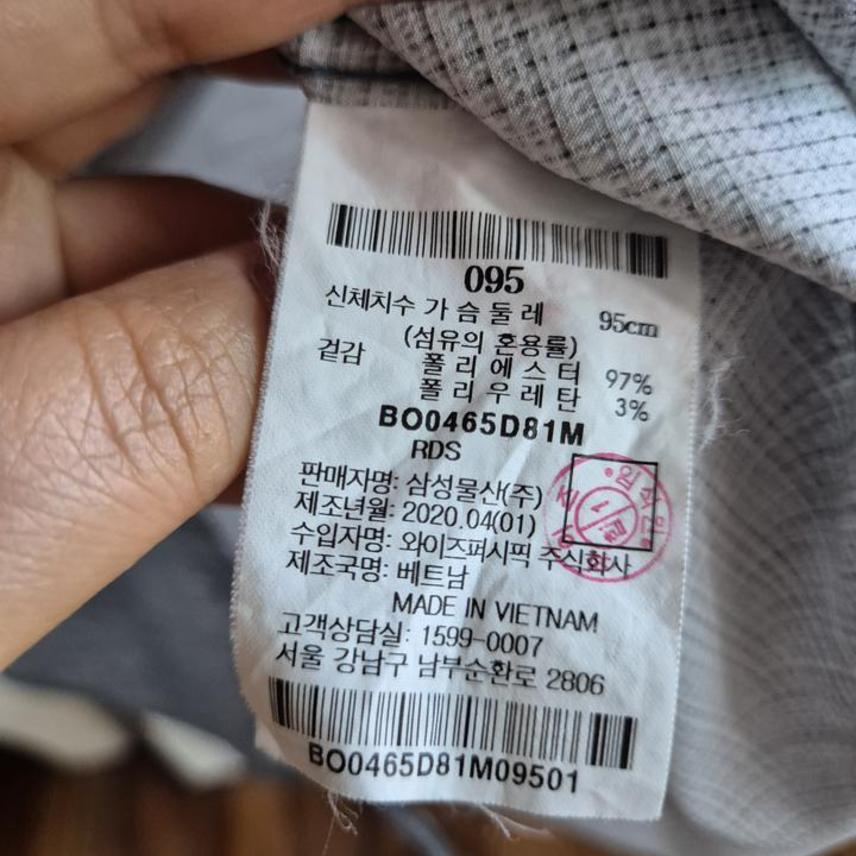 095
신체치수 가 슴 둘 레 95cm
(섬유의 혼용률)
겉감 폴 리 에 스 터 97%
폴 리 우 레 탄 3%
BO0465D81M
RDS
판매자명: 삼성물산(주)
제조년월: 2020.04(01)
수입자명: 와이즈퍼시픽 주식회사
제조국명: 베트남
MADE IN VIETNAM
고객상담실: 1599-0007
서울 강남구 남부순환로 2806
BO0465D81M09501